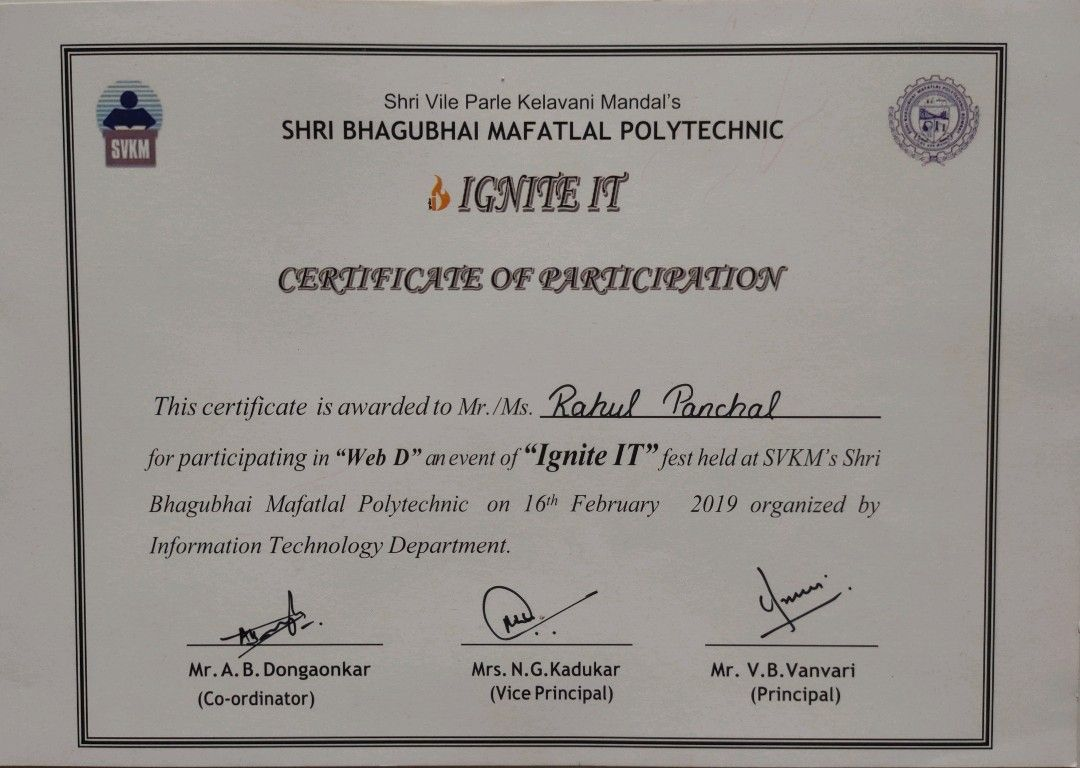 Shri Vile Parle Kelavani Mandal's
SHRI BHAGUBHAI MAFATLAL POLYTECHNIC
SVKM
IGNITE IT
CERTIFICATE OF PARTICIPATION
This certificate is awarded to Mr./Ms. Rahul Panchal
for participating in "Web D" an event of "Ignite IT" fest held at SVKM's Shri
Bhagubhai Mafatlal Polytechnic on 16th February 2019 organized by
Information Technology Department.
Mr. A. B. Dongaonkar Mrs. N.G.Kadukar Mr. V.B.Vanvari
(Co-ordinator) (Vice Principal) (Principal)